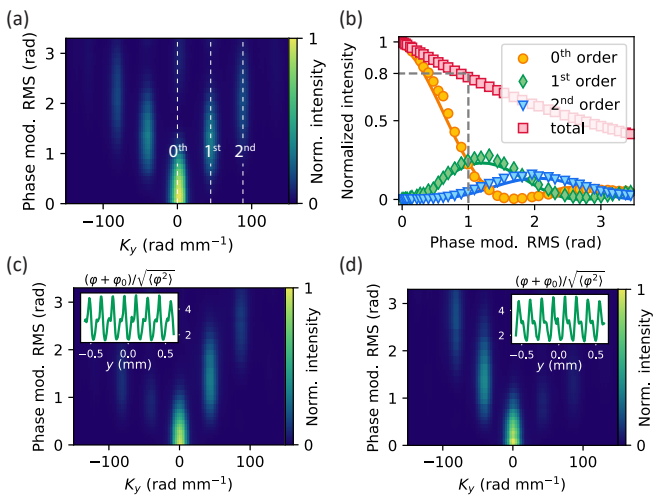 (a)
Phase mod. RMS (rad)
3
2
1
0
0th
1st
2nd
−100
0
100
Ky (rad mm−1)
1
0
Norm. intensity
(b)
Normalized intensity
1
0.8
0.5
0
0th order
1st order
2nd order
total
0
1
2
3
Phase mod. RMS (rad)
(c)
(φ + φ0)/√⟨φ2⟩
4
2
−0.5
0.0
0.5
y (mm)
Phase mod. RMS (rad)
3
2
1
0
−100
0
100
Ky (rad mm−1)
1
0
Norm. intensity
(d)
(φ + φ0)/√⟨φ2⟩
4
2
−0.5
0.0
0.5
y (mm)
Phase mod. RMS (rad)
3
2
1
0
−100
0
100
Ky (rad mm−1)
1
0
Norm. intensity